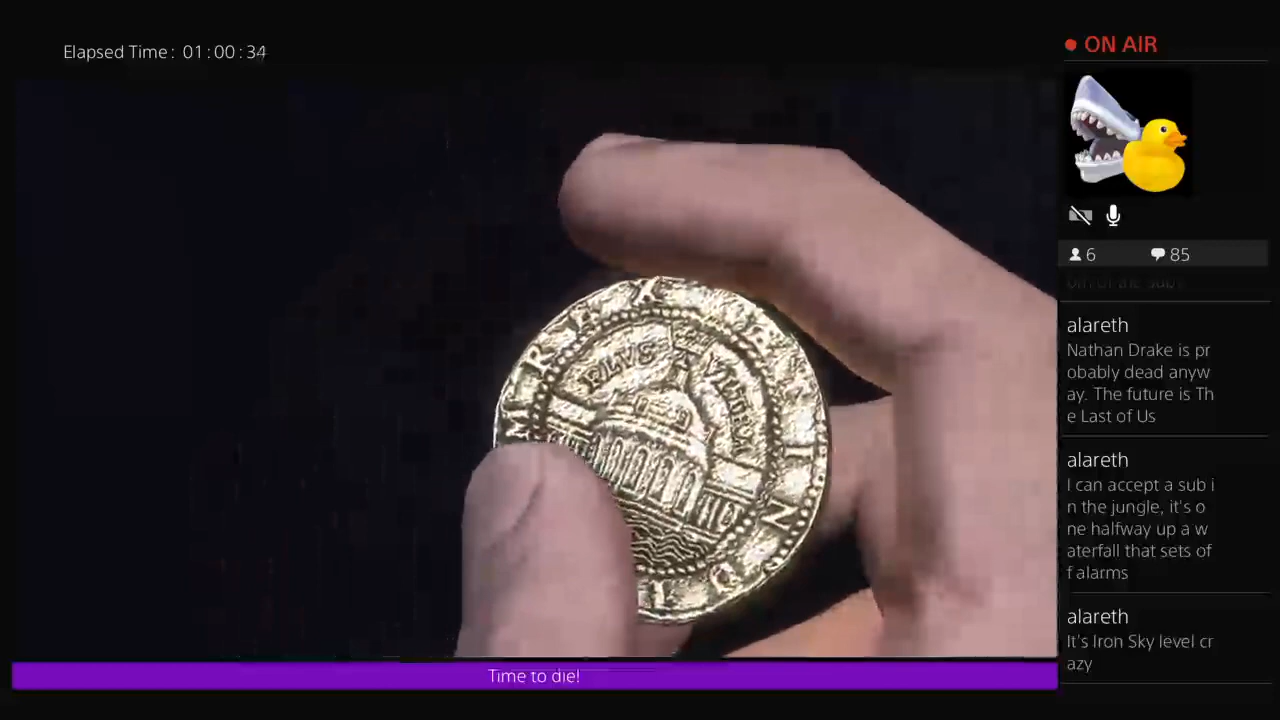 Elapsed Time: 01:00:34
ON AIR
6
85
alareth
Nathan Drake is pr
obably dead anyw
ay. The future is Th
e Last of Us
alareth
I can accept a sub i
n the jungle, it's o
ne halfway up a w
aterfall that sets of
f alarms
alareth
It's Iron Sky level cr
azy
PLVS
Time to die!